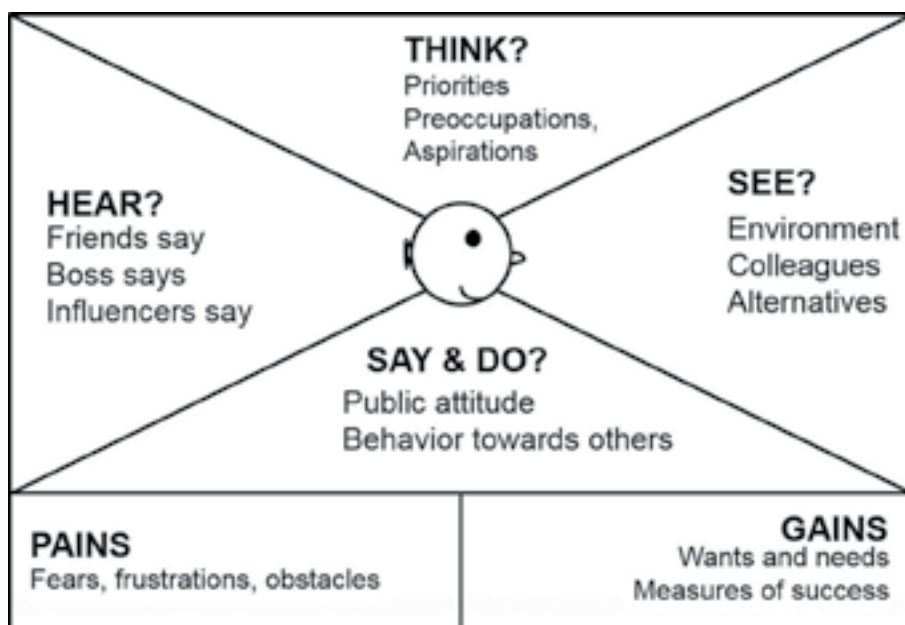 THINK?
Priorities
Preoccupations,
Aspirations
HEAR?
Friends say
Boss says
Influencers say
SEE?
Environment
Colleagues
Alternatives
SAY & DO?
Public attitude
Behavior towards others
PAINS
Fears, frustrations, obstacles
GAINS
Wants and needs
Measures of success